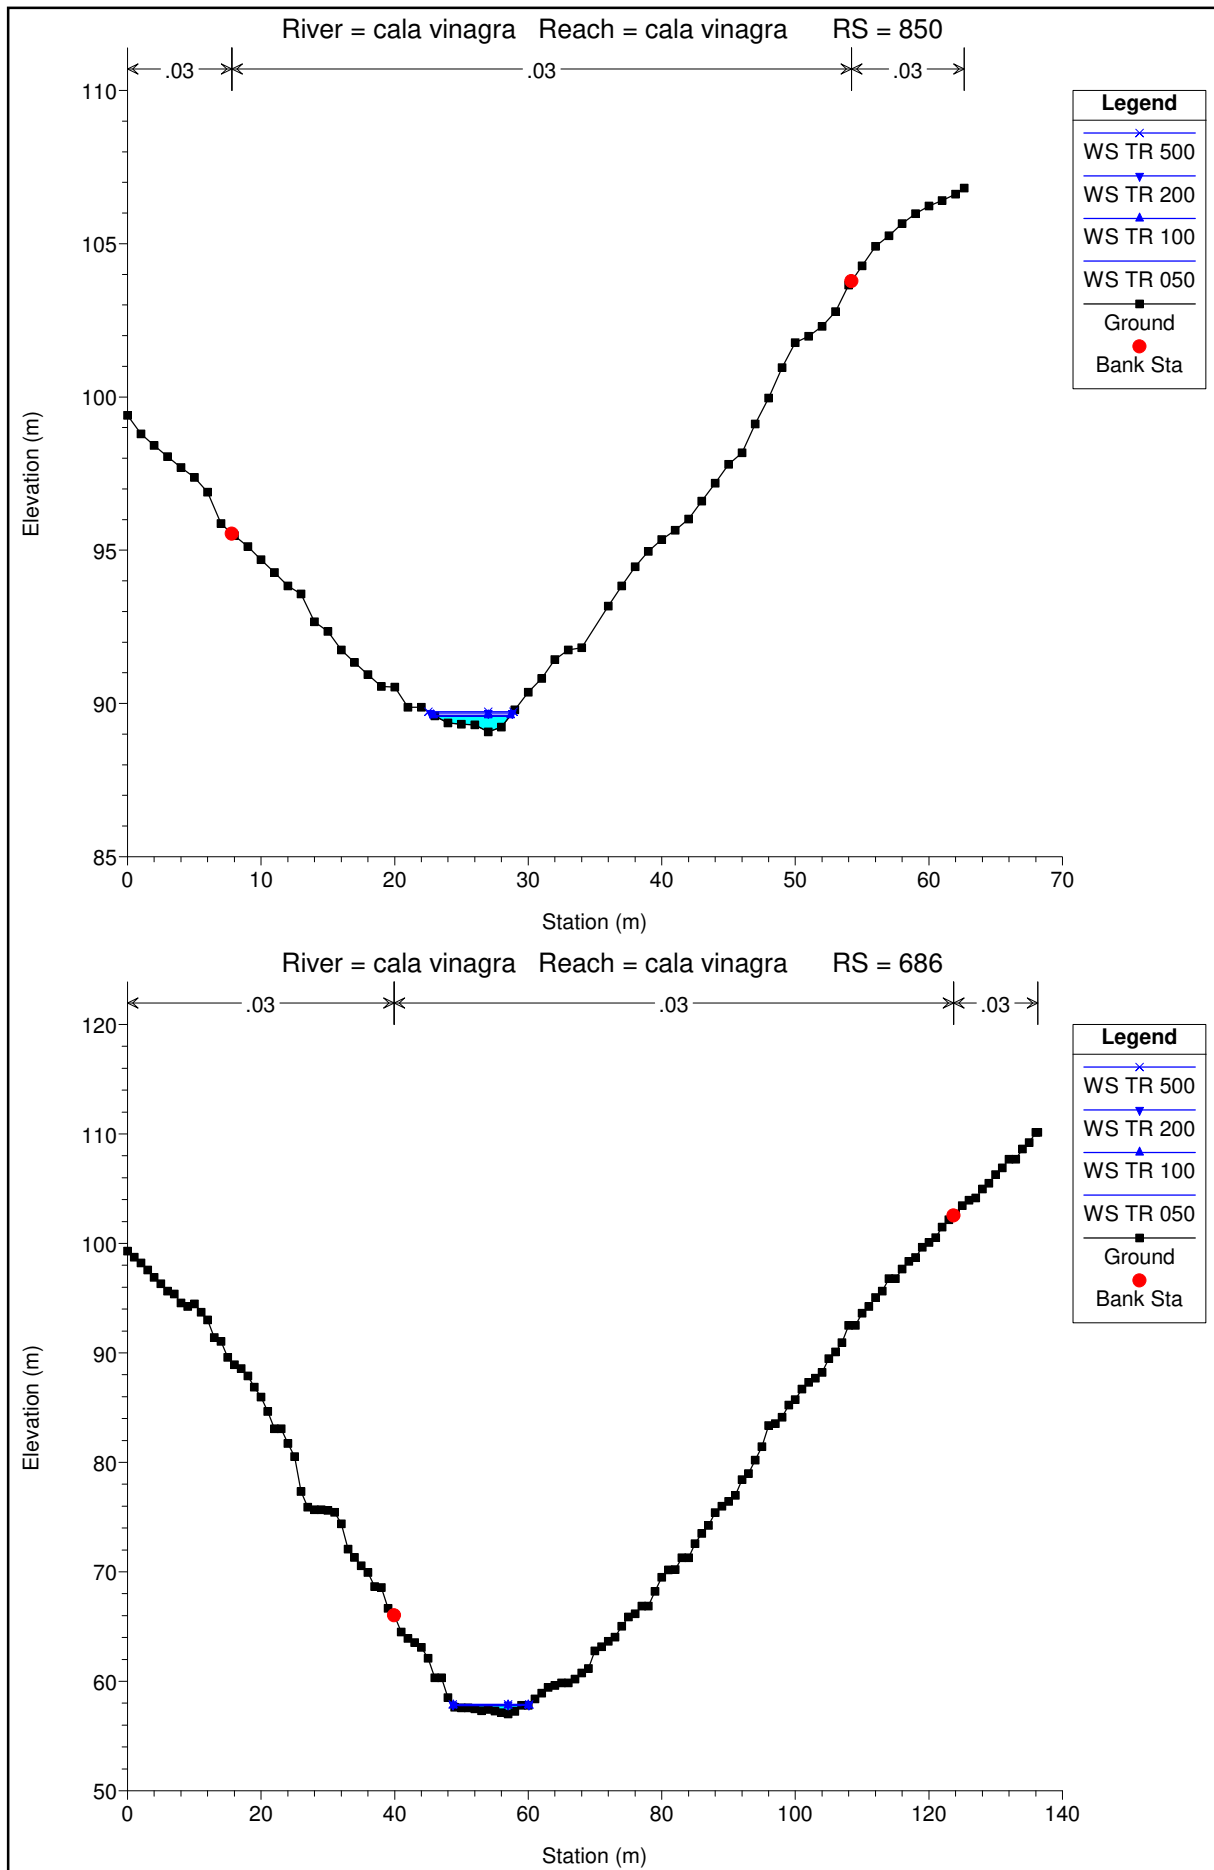 River = cala vinagra Reach = cala vinagra RS = 850
.03 .03 .03
110
105
100
95
90
85
Elevation (m)
0 10 20 30 40 50 60 70
Station (m)
Legend
WS TR 500
WS TR 200
WS TR 100
WS TR 050
Ground
Bank Sta
River = cala vinagra Reach = cala vinagra RS = 686
.03 .03 .03
120
110
100
90
80
70
60
50
Elevation (m)
0 20 40 60 80 100 120 140
Station (m)
Legend
WS TR 500
WS TR 200
WS TR 100
WS TR 050
Ground
Bank Sta